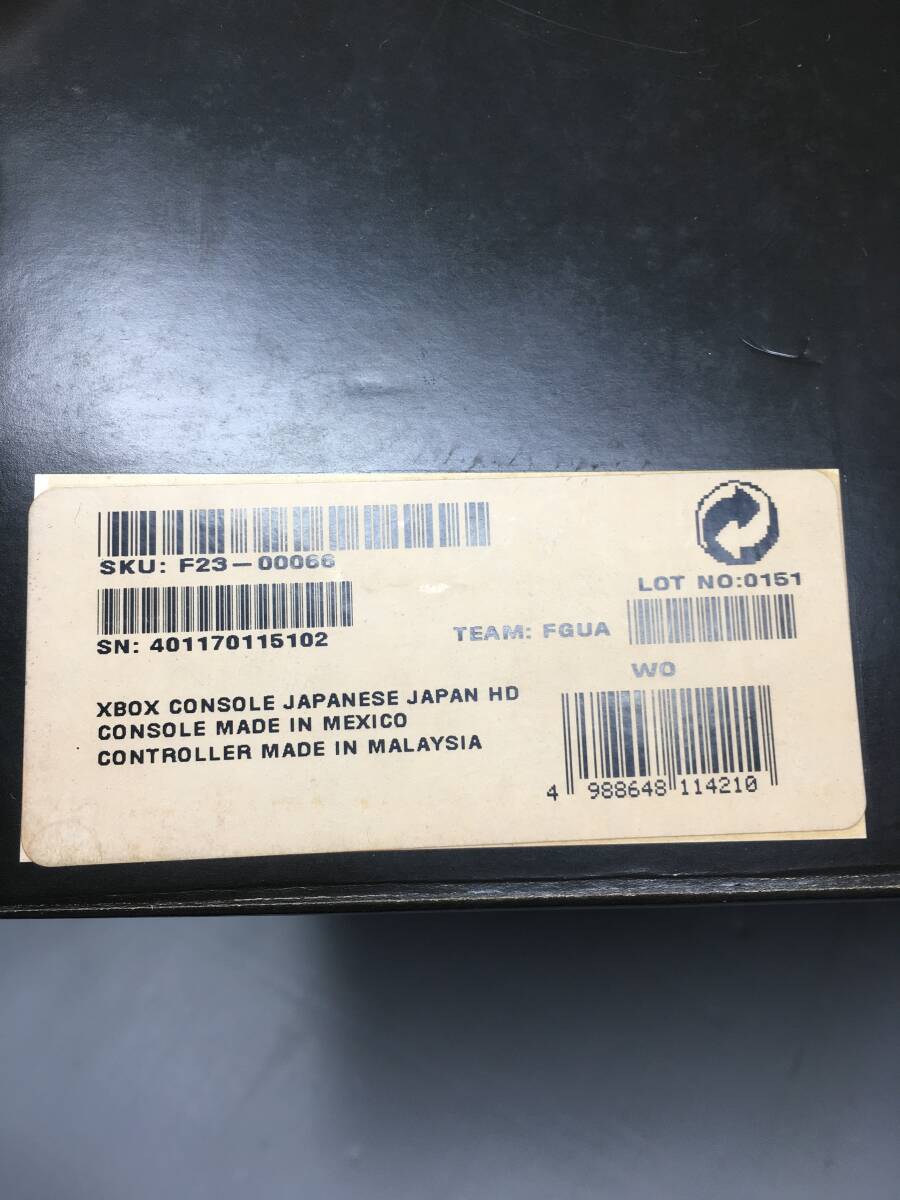 SKU: F23-00066
LOT NO:0151
SN: 401170115102
TEAM: FGUA
WO
XBOX CONSOLE JAPANESE JAPAN HD
CONSOLE MADE IN MEXICO
CONTROLLER MADE IN MALAYSIA
4 988648 114210